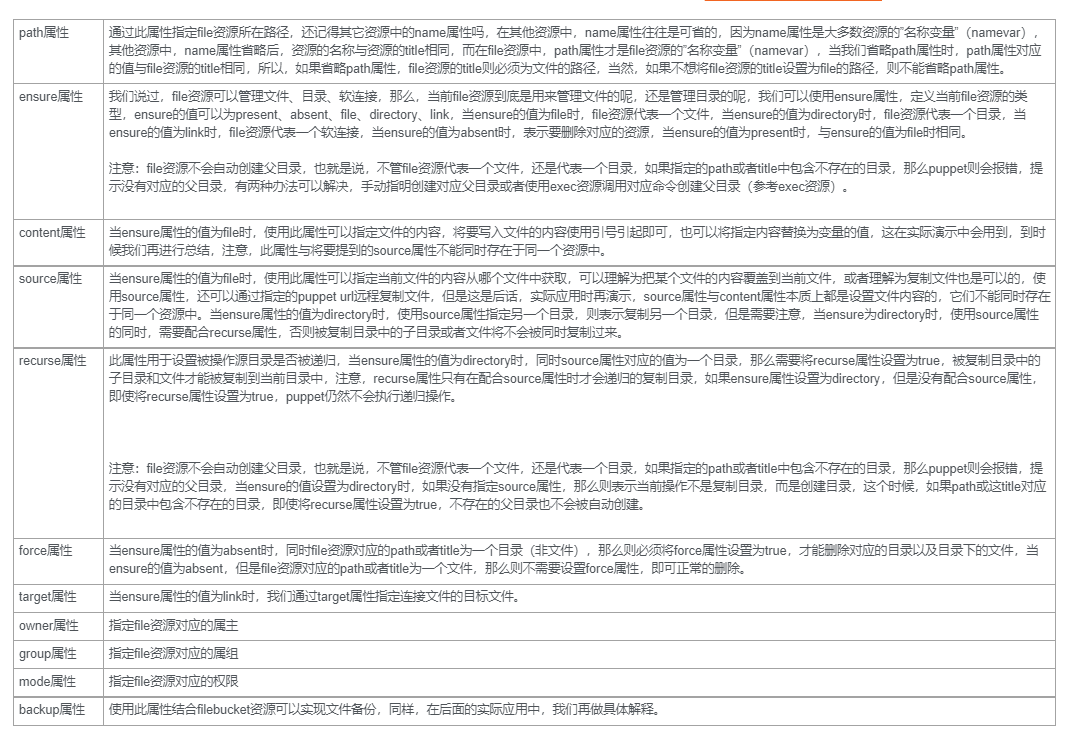 path属性
通过此属性指定file资源所在路径，还记得其它资源中的name属性吗，在其他资源中，name属性往往是可省的，因为name属性是大多数资源的"名称变量"（namevar），
其他资源中，name属性省略后，资源的名称与资源的title相同，而在file资源中，path属性才是file资源的"名称变量"（namevar），当我们省略path属性时，path属性对应
的值与file资源的title相同，所以，如果省略path属性，file资源的title则必须为文件的路径，当然，如果不想将file资源的title设置为file的路径，则不能省略path属性。
ensure属性
我们说过，file资源可以管理文件、目录、软连接，那么，当前file资源到底是用来管理文件的呢，还是管理目录的呢，我们可以使用ensure属性，定义当前file资源的类
型，ensure的值可以为present、absent、file、directory、link，当ensure的值为file时，file资源代表一个文件，当ensure的值为directory时，file资源代表一个目录，当
ensure的值为link时，file资源代表一个软连接，当ensure的值为absent时，表示要删除对应的资源，当ensure的值为present时，与ensure的值为file时相同。
注意：file资源不会自动创建父目录，也就是说，不管file资源代表一个文件，还是代表一个目录，如果指定的path或者title中包含不存在的目录，那么puppet则会报错，提
示没有对应的父目录，有两种办法可以解决，手动指明创建对应父目录或者使用exec资源调用对应命令创建父目录（参考exec资源）。
content属性
当ensure属性的值为file时，使用此属性可以指定文件的内容，将要写入文件的内容使用引号引起即可，也可以将指定内容替换为变量的值，这在实际演示中会用到，到时
候我们再进行总结，注意，此属性与将要提到的source属性不能同时存在于同一个资源中。
source属性
当ensure属性的值为file时，使用此属性可以指定当前文件的内容从哪个文件中获取，可以理解为把某个文件的内容覆盖到当前文件，或者理解为复制文件也是可以的，使
用source属性，还可以通过指定的puppet url远程复制文件，但是这是后话，实际应用时再演示，source属性与content属性本质上都是设置文件内容的，它们不能同时存在
于同一个资源中。当ensure属性的值为directory时，使用source属性指定另一个目录，则表示复制另一个目录，但是需要注意，当ensure为directory时，使用source属性
的同时，需要配合recurse属性，否则被复制目录中的子目录或者文件将不会被同时复制过来。
recurse属性
此属性用于设置被操作源目录是否被递归，当ensure属性的值为directory时，同时source属性对应的值为一个目录，那么需要将recurse属性设置为true，被复制目录中的
子目录和文件才能被复制到当前目录中，注意，recurse属性只有在配合source属性时才会递归的复制目录，如果ensure属性设置为directory，但是没有配合source属性，
即使将recurse属性设置为true，puppet仍然不会执行递归操作。
注意：file资源不会自动创建父目录，也就是说，不管file资源代表一个文件，还是代表一个目录，如果指定的path或者title中包含不存在的目录，那么puppet则会报错，提
示没有对应的父目录，当ensure的值设置为directory时，如果没有指定source属性，那么则表示当前操作不是复制目录，而是创建目录，这个时候，如果path或这title对应
的目录中包含不存在的目录，即使将recurse属性设置为true，不存在的父目录也不会被自动创建。
force属性
当ensure属性的值为absent时，同时file资源对应的path或者title为一个目录（非文件），那么则必须将force属性设置为true，才能删除对应的目录以及目录下的文件，当
ensure的值为absent，但是file资源对应的path或者title为一个文件，那么则不需要设置force属性，即可正常的删除。
target属性
当ensure属性的值为link时，我们通过target属性指定连接文件的目标文件。
owner属性
指定file资源对应的属主
group属性
指定file资源对应的属组
mode属性
指定file资源对应的权限
backup属性
使用此属性结合filebucket资源可以实现文件备份，同样，在后面的实际应用中，我们再做具体解释。